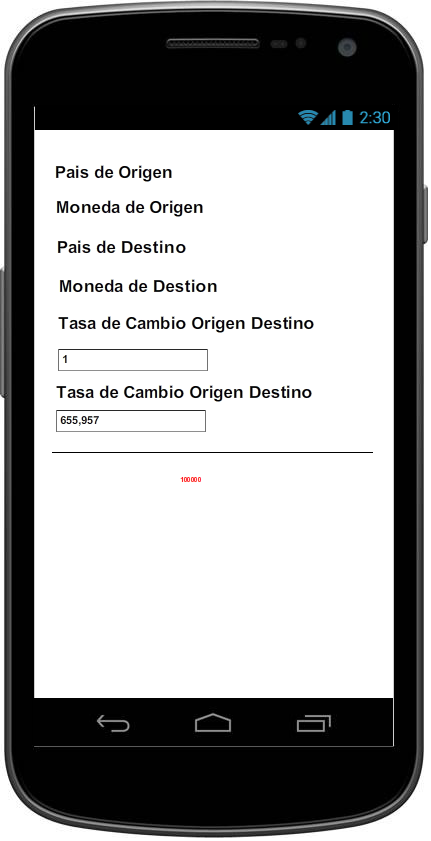 2:30
Pais de Origen
Moneda de Origen
Pais de Destino
Moneda de Destion
Tasa de Cambio Origen Destino
1
Tasa de Cambio Origen Destino
655,957
100000